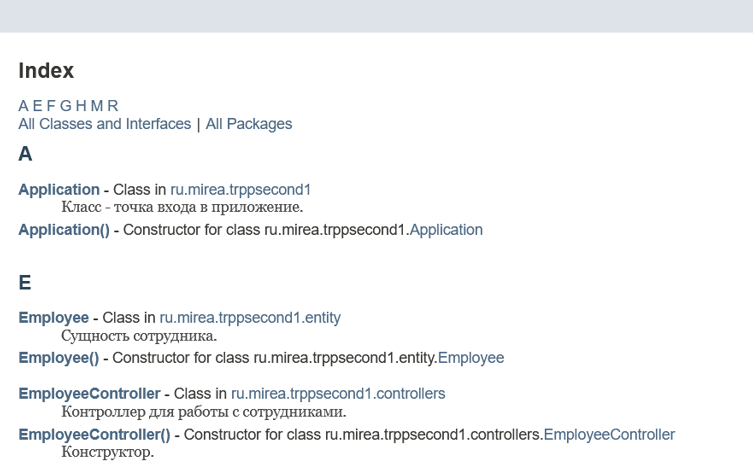 Index
A E F G H M R
All Classes and Interfaces | All Packages
A
Application - Class in ru.mirea.trppsecond1
Класс - точка входа в приложение.
Application() - Constructor for class ru.mirea.trppsecond1.Application
E
Employee - Class in ru.mirea.trppsecond1.entity
Сущность сотрудника.
Employee() - Constructor for class ru.mirea.trppsecond1.entity.Employee
EmployeeController - Class in ru.mirea.trppsecond1.controllers
Контроллер для работы с сотрудниками.
EmployeeController() - Constructor for class ru.mirea.trppsecond1.controllers.EmployeeController
Конструктор.